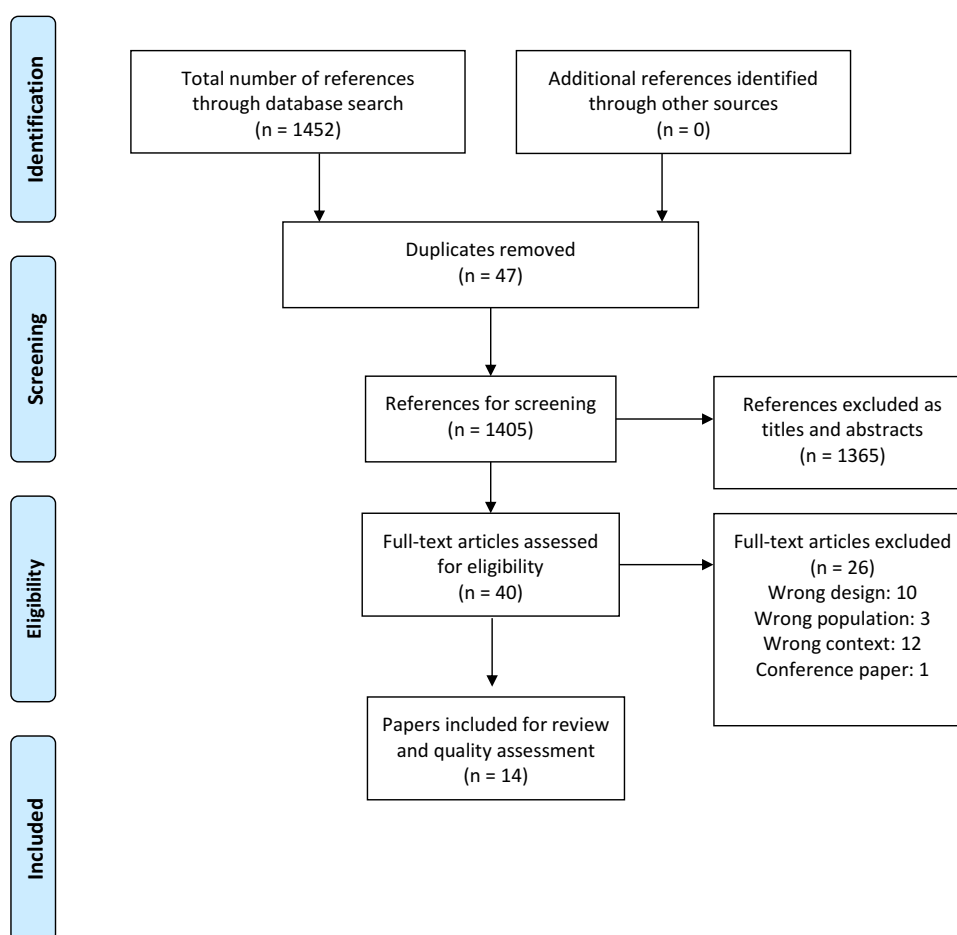 Identification
Total number of references
through database search
(n = 1452)
Additional references identified
through other sources
(n = 0)
Duplicates removed
(n = 47)
Screening
References for screening
(n = 1405)
References excluded as
titles and abstracts
(n = 1365)
Eligibility
Full-text articles assessed
for eligibility
(n = 40)
Full-text articles excluded
(n = 26)
Wrong design: 10
Wrong population: 3
Wrong context: 12
Conference paper: 1
Included
Papers included for review
and quality assessment
(n = 14)